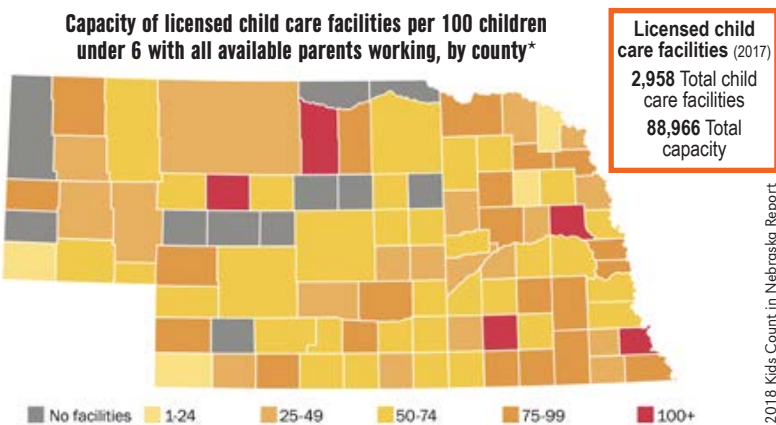 Capacity of licensed child care facilities per 100 children
under 6 with all available parents working, by county*
Licensed child
care facilities (2017)
2,958 Total child
care facilities
88,966 Total
capacity
2018 Kids Count in Nebraska Report
No facilities
1-24
25-49
50-74
75-99
100+